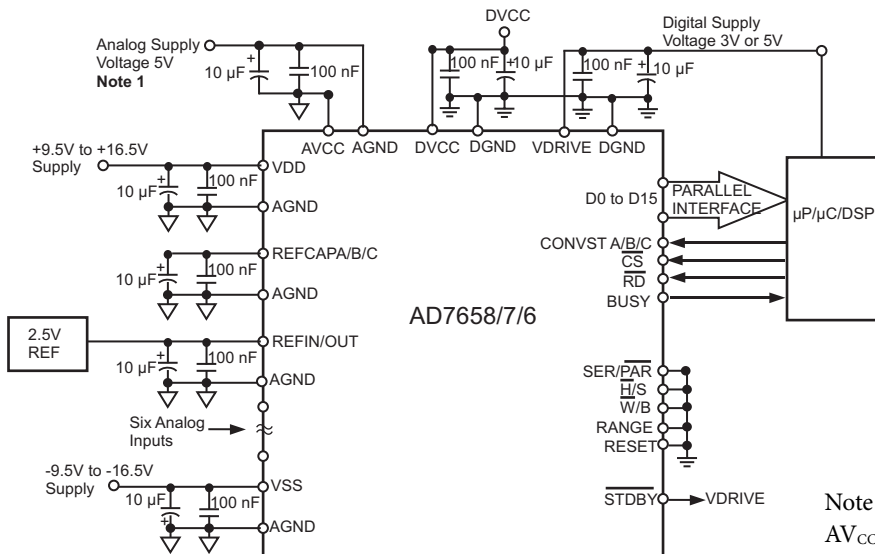 DVCC
Analog Supply
Voltage 5V
Note 1
+
10 µF
100 nF
100 nF
+
10 µF
Digital Supply
Voltage 3V or 5V
100 nF
+
10 µF
AVCC
AGND
DVCC
DGND
VDRIVE
DGND
+9.5V to +16.5V
Supply
+
10 µF
100 nF
VDD
AGND
D0 to D15
PARALLEL
INTERFACE
µP/µC/DSP
CONVST A/B/C
CS
RD
BUSY
+
10 µF
100 nF
REFCAPA/B/C
AGND
AD7658/7/6
2.5V
REF
+
10 µF
100 nF
REFIN/OUT
AGND
SER/PAR
H/S
W/B
RANGE
RESET
Six Analog
Inputs
-9.5V to -16.5V
Supply
10 µF
+
100 nF
VSS
AGND
STDBY
VDRIVE
Note
AVCC